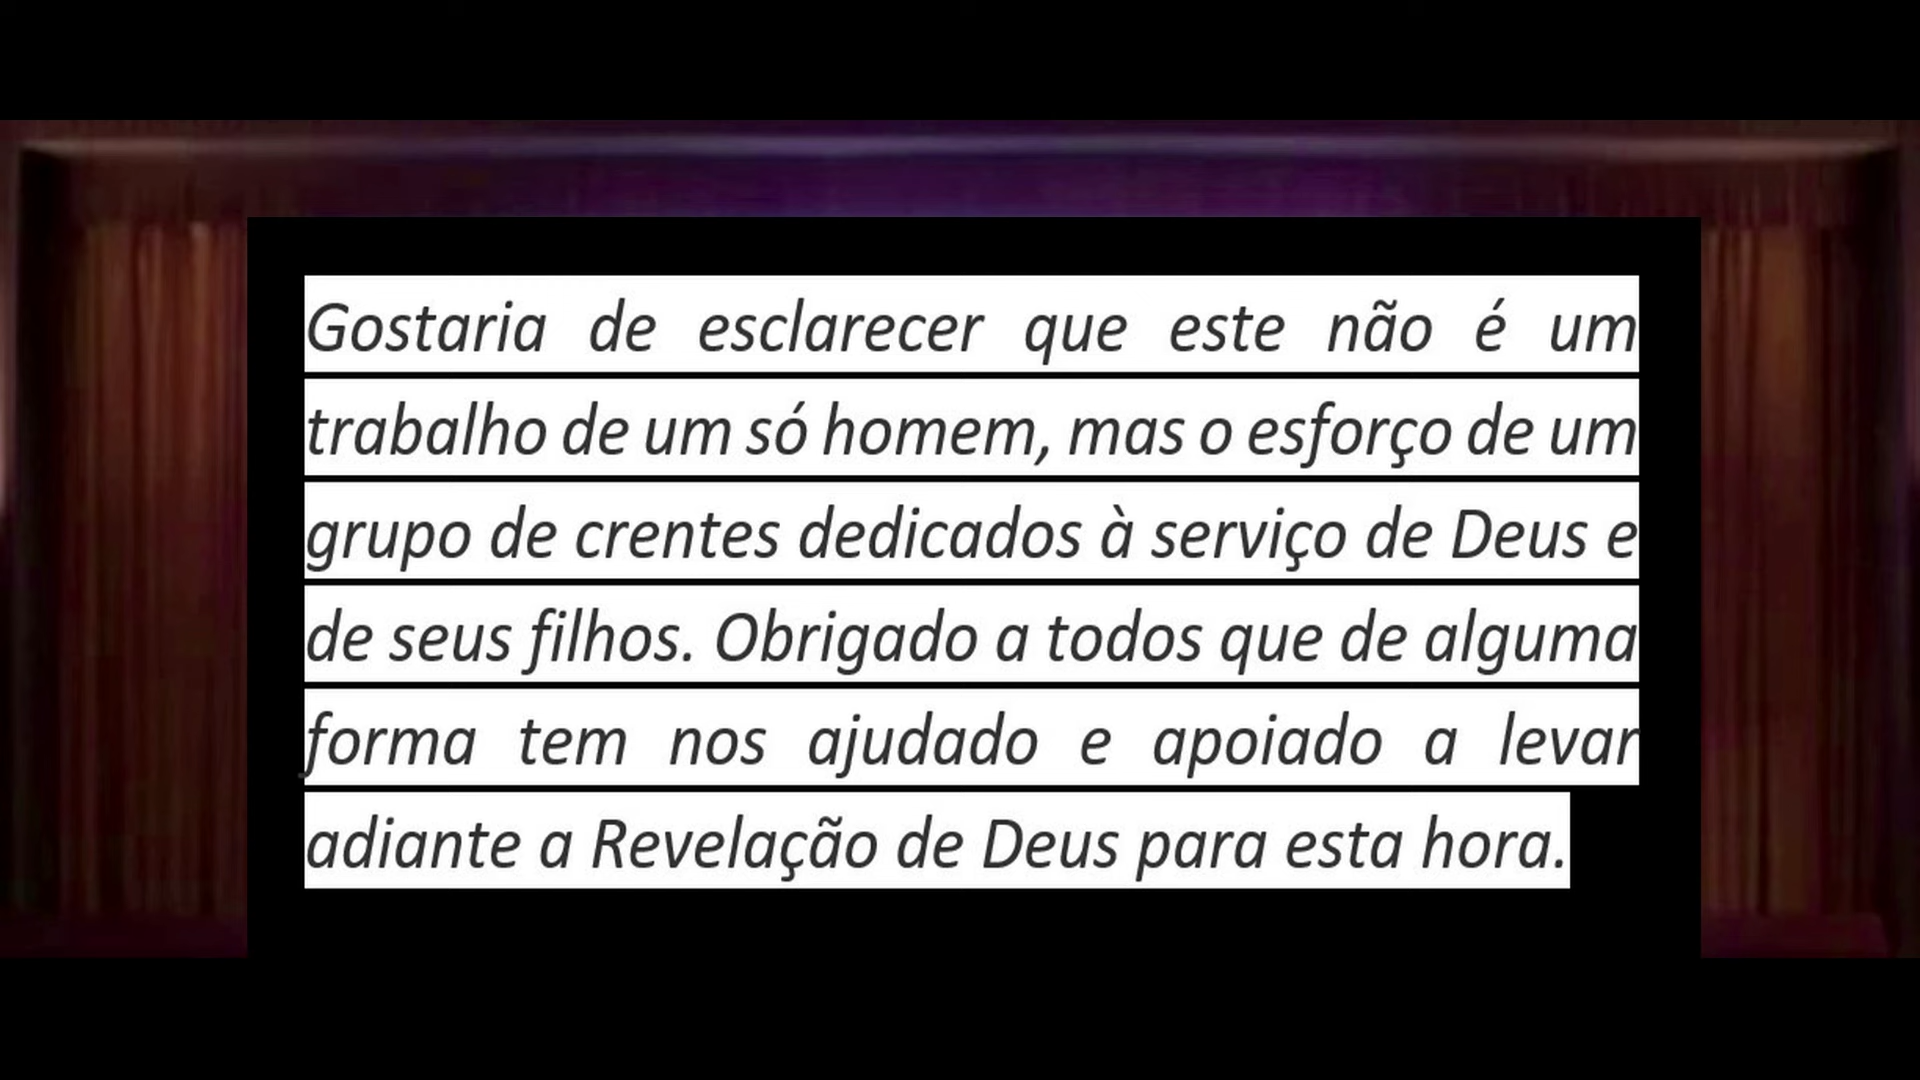 Gostaria de esclarecer que este não é um
trabalho de um só homem, mas o esforço de um
grupo de crentes dedicados à serviço de Deus e
de seus filhos. Obrigado a todos que de alguma
forma tem nos ajudado e apoiado a levar
adiante a Revelação de Deus para esta hora.